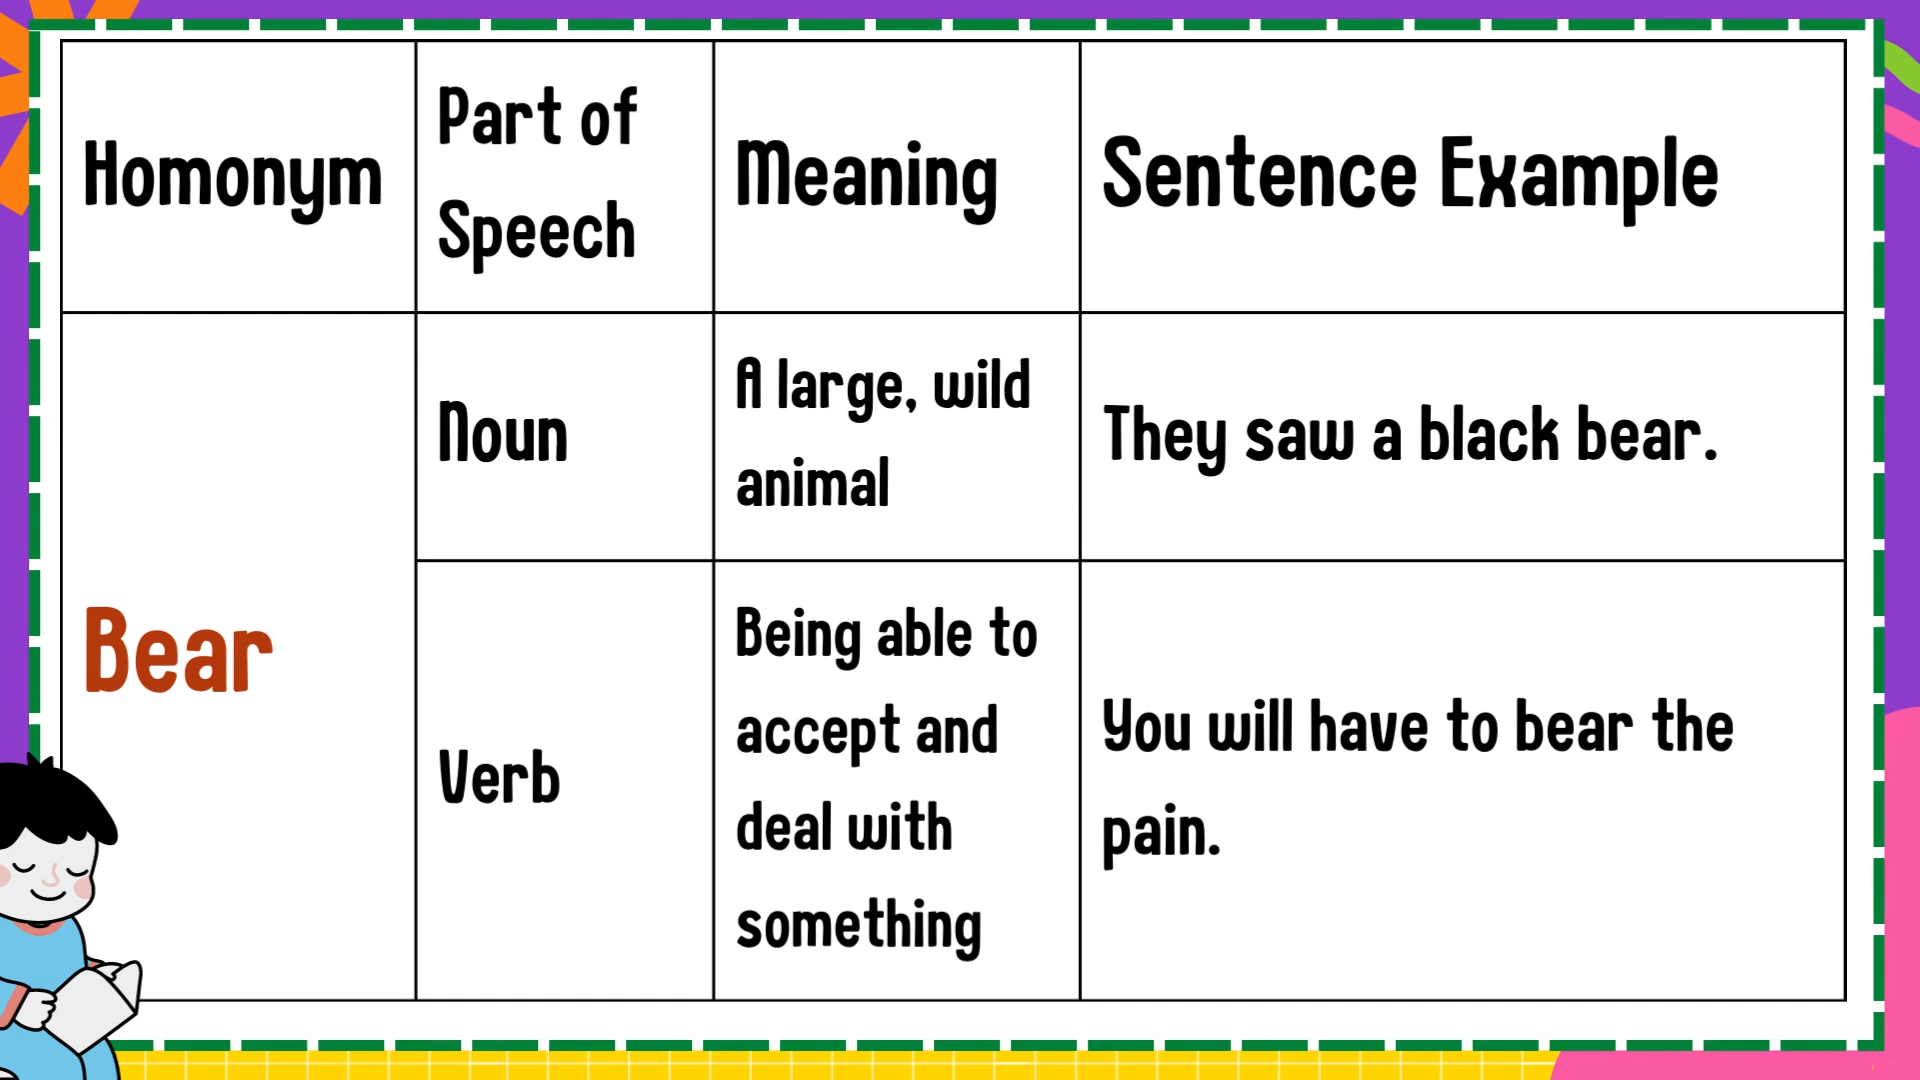 Homonym
Part of
Speech
Meaning
Sentence Example
Bear
Noun
A large, wild
animal
They saw a black bear.
Verb
Being able to
accept and
deal with
something
You will have to bear the
pain.